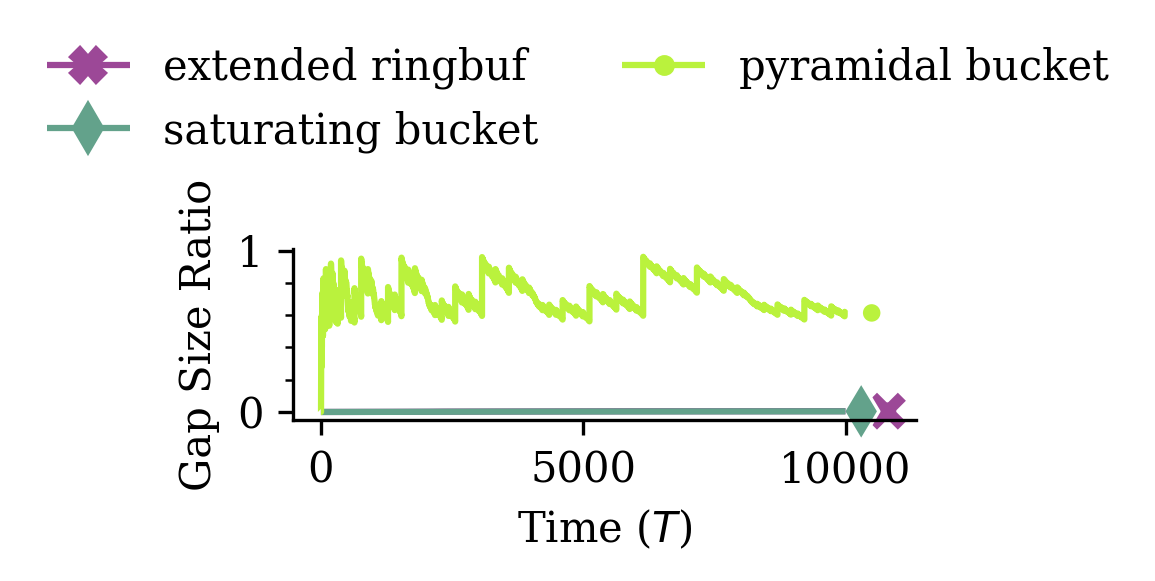 extended ringbuf
pyramidal bucket
saturating bucket
Gap Size Ratio
1
0
0
5000
10000
Time (T)